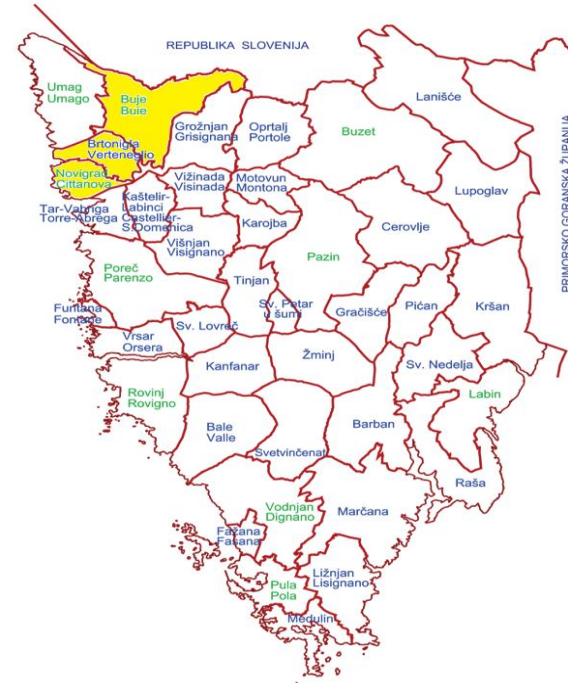 REPUBLIKA SLOVENIJA
Lanišće
Umag
Umago
Buje
Buie
Grožnjan
Grisignana
Oprtalj
Portole
Buzet
PRIMORSKO GORANSKA ŽUPANIJA
Brtonigla
Verteneglio
Novigrad
Cittanova
Vižinada
Visinada
Motovun
Montona
Lupoglav
Tar-Vabriga
Torre-Abrega
Kaštelir-
Labinci
Castellier-
S.Domenica
Karojba
Cerovlje
Višnjan
Visignano
Pazin
Poreč
Parenzo
Tinjan
Sv. Petar
u šumi
Gračišće
Pićan
Kršan
Funtana
Fontane
Vrsar
Orsera
Sv. Lovreč
Kanfanar
Žminj
Sv. Nedelja
Rovinj
Rovigno
Labin
Bale
Valle
Svetvinčenat
Barban
Raša
Vodnjan
Dignano
Marčana
Fažana
Fasana
Pula
Pola
Ližnjan
Lisignano
Medulin